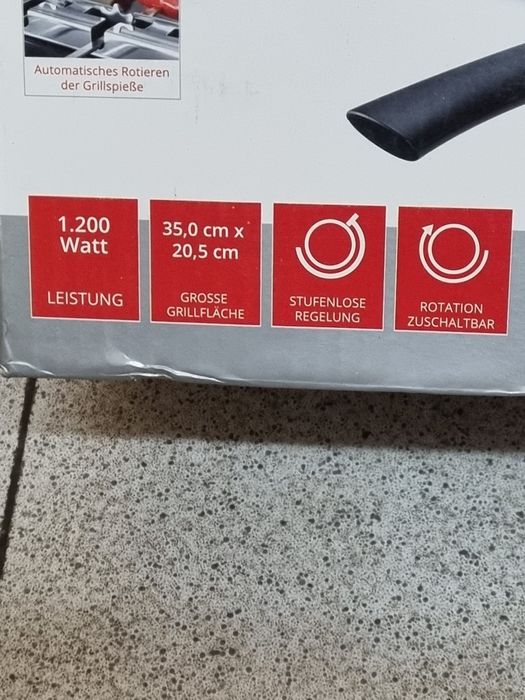 Automatisches Rotieren
der Grillspieße
1.200
Watt
LEISTUNG
35,0 cm x
20,5 cm
GROSSE
GRILLFLÄCHE
STUFENLOSE
REGELUNG
ROTATION
ZUSCHALTBAR